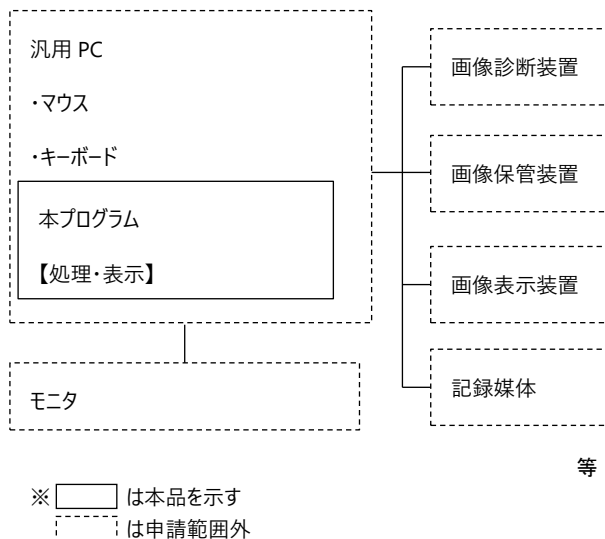 汎用 PC
・マウス
・キーボード
本プログラム
【処理・表示】
モニタ
画像診断装置
画像保管装置
画像表示装置
記録媒体
等
※ は本品を示す
は申請範囲外